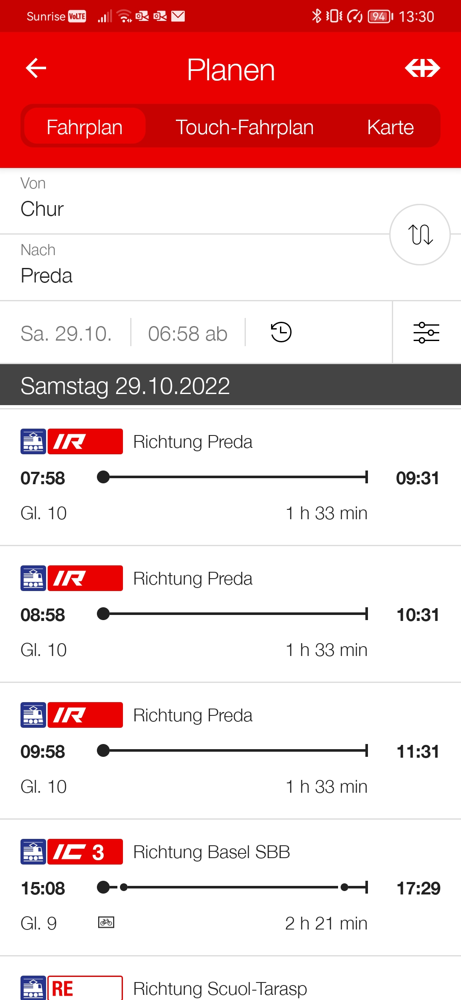 Sunrise VoLTE 94 13:30
Planen
Fahrplan Touch-Fahrplan Karte
Von
Chur
Nach
Preda
Sa. 29.10. 06:58 ab
Samstag 29.10.2022
IR Richtung Preda
07:58 09:31
Gl. 10 1 h 33 min
IR Richtung Preda
08:58 10:31
Gl. 10 1 h 33 min
IR Richtung Preda
09:58 11:31
Gl. 10 1 h 33 min
IC 3 Richtung Basel SBB
15:08 17:29
Gl. 9 2 h 21 min
RE Richtung Scuol-Tarasp